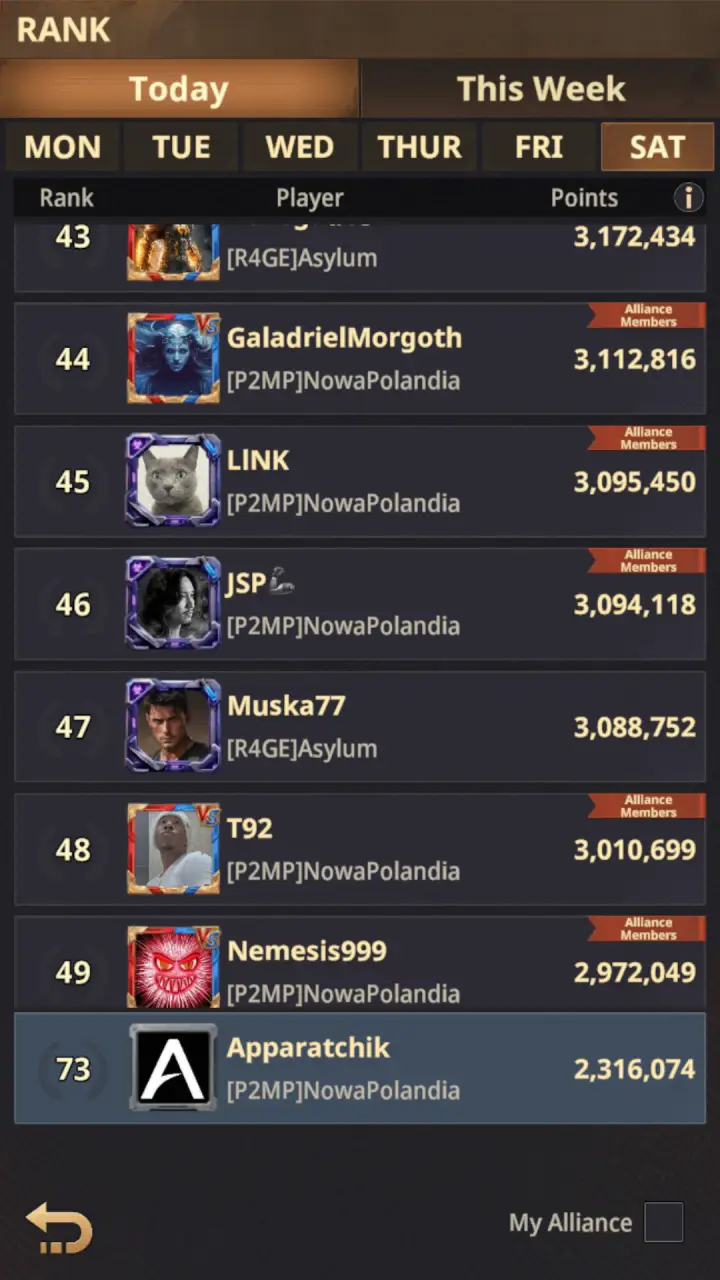 RANK
Today
This Week
MON
TUE
WED
THUR
FRI
SAT
Rank
Player
Points
i
43
[R4GE]Asylum
3,172,434
44
VS
GaladrielMorgoth
[P2MP]NowaPolandia
Alliance
Members
3,112,816
45
LINK
[P2MP]NowaPolandia
Alliance
Members
3,095,450
46
JSP💪
[P2MP]NowaPolandia
Alliance
Members
3,094,118
47
Muska77
[R4GE]Asylum
3,088,752
48
VS
T92
[P2MP]NowaPolandia
Alliance
Members
3,010,699
49
VS
Nemesis999
[P2MP]NowaPolandia
Alliance
Members
2,972,049
73
A
Apparatchik
[P2MP]NowaPolandia
2,316,074
My Alliance